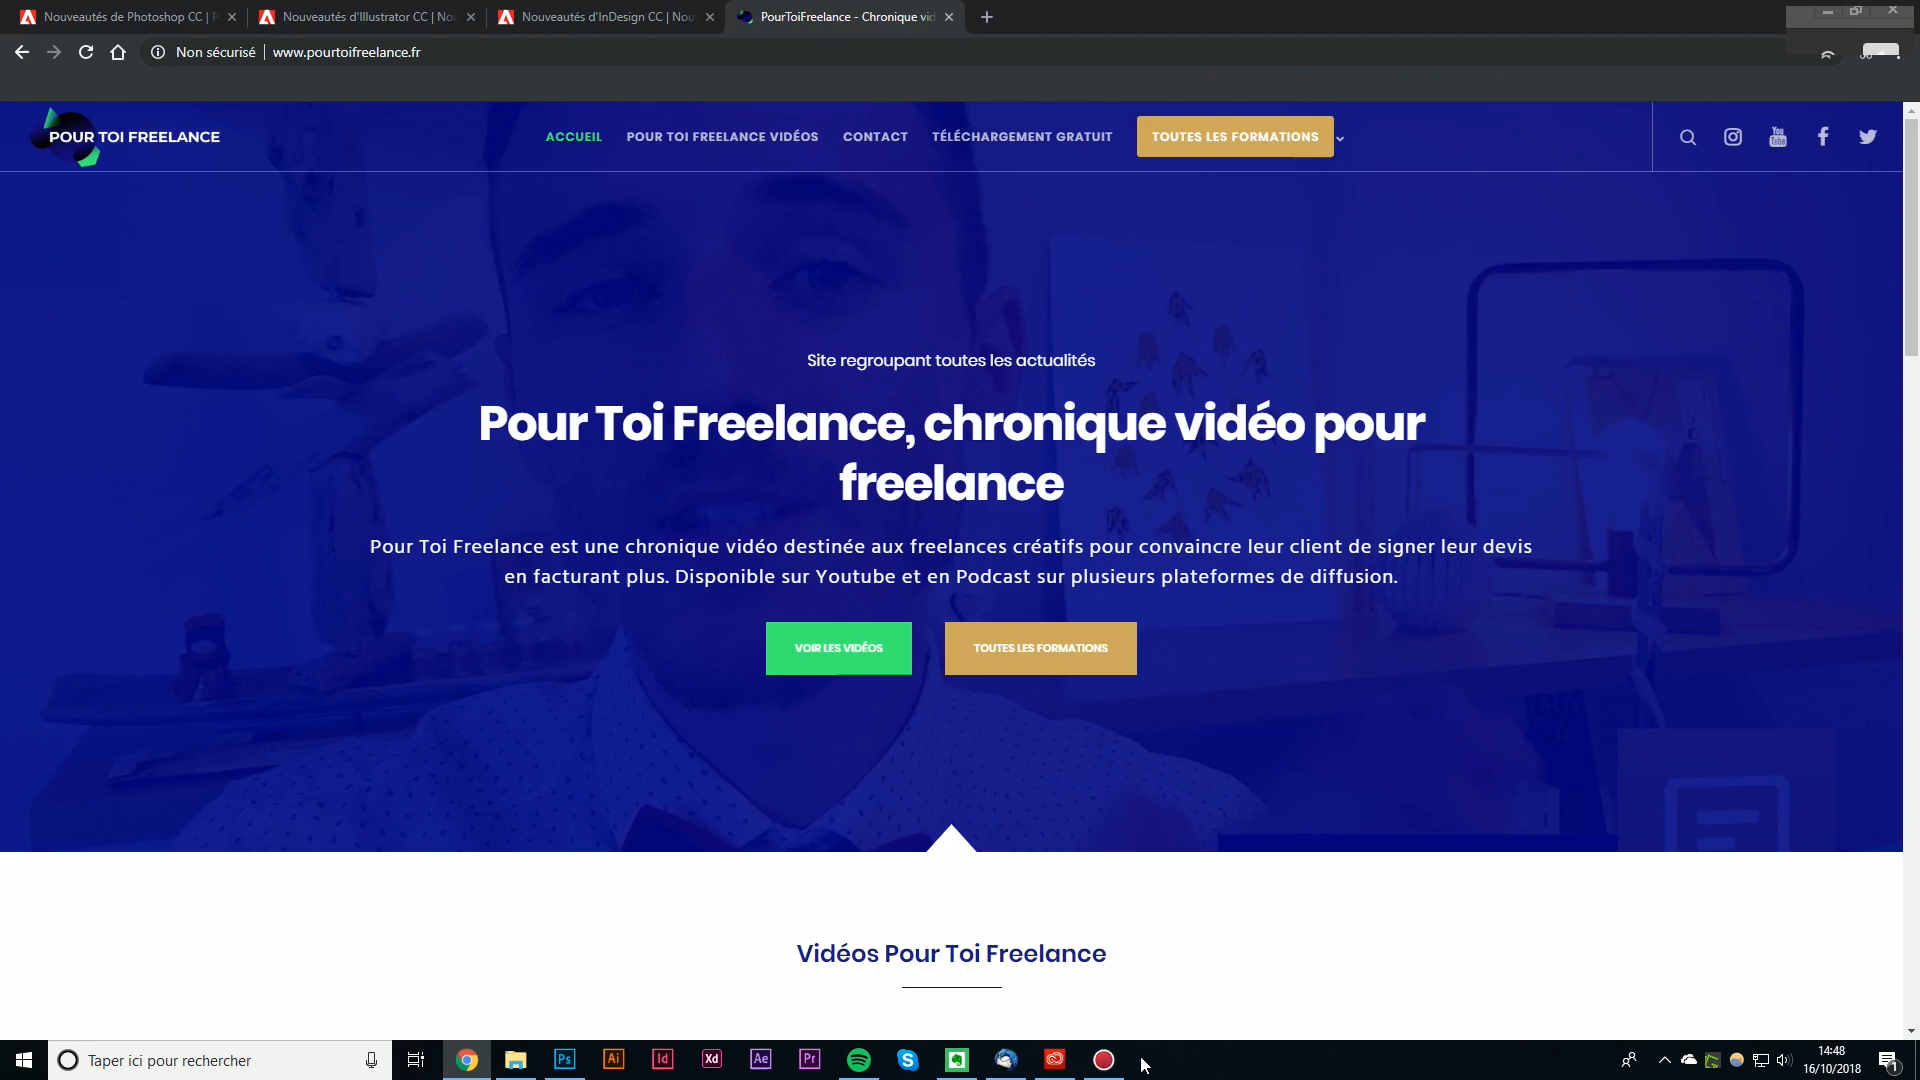 Nouveautés de Photoshop CC | P
Nouveautés d'Illustrator CC | Nou
Nouveautés d'InDesign CC | Nouv
PourToiFreelance - Chronique vid
Non sécurisé
www.pourtoifreelance.fr
POUR TOI FREELANCE
ACCUEIL
POUR TOI FREELANCE VIDÉOS
CONTACT
TÉLÉCHARGEMENT GRATUIT
TOUTES LES FORMATIONS
You
Tube
Site regroupant toutes les actualités
Pour Toi Freelance, chronique vidéo pour
freelance
Pour Toi Freelance est une chronique vidéo destinée aux freelances créatifs pour convaincre leur client de signer leur devis
en facturant plus. Disponible sur Youtube et en Podcast sur plusieurs plateformes de diffusion.
VOIR LES VIDÉOS
TOUTES LES FORMATIONS
Vidéos Pour Toi Freelance
Taper ici pour rechercher
Ps
Ai
Id
Xd
Ae
Pr
14:48
16/10/2018
1